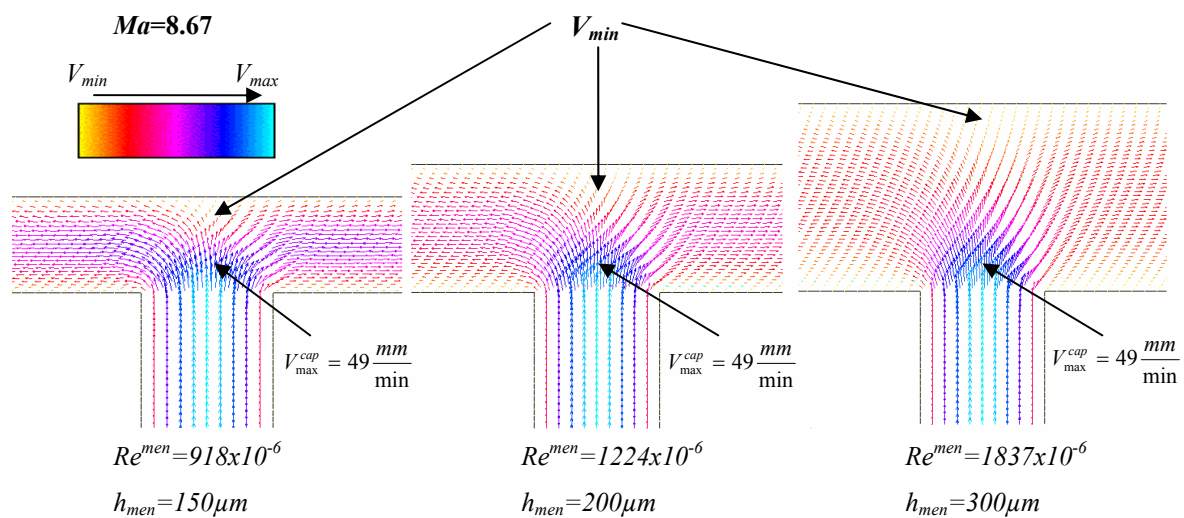 Ma=8.67
V_min
V_min V_max
V_max^cap = 49 mm/min
V_max^cap = 49 mm/min
V_max^cap = 49 mm/min
Re^men=918x10^-6
Re^men=1224x10^-6
Re^men=1837x10^-6
h_men=150µm
h_men=200µm
h_men=300µm